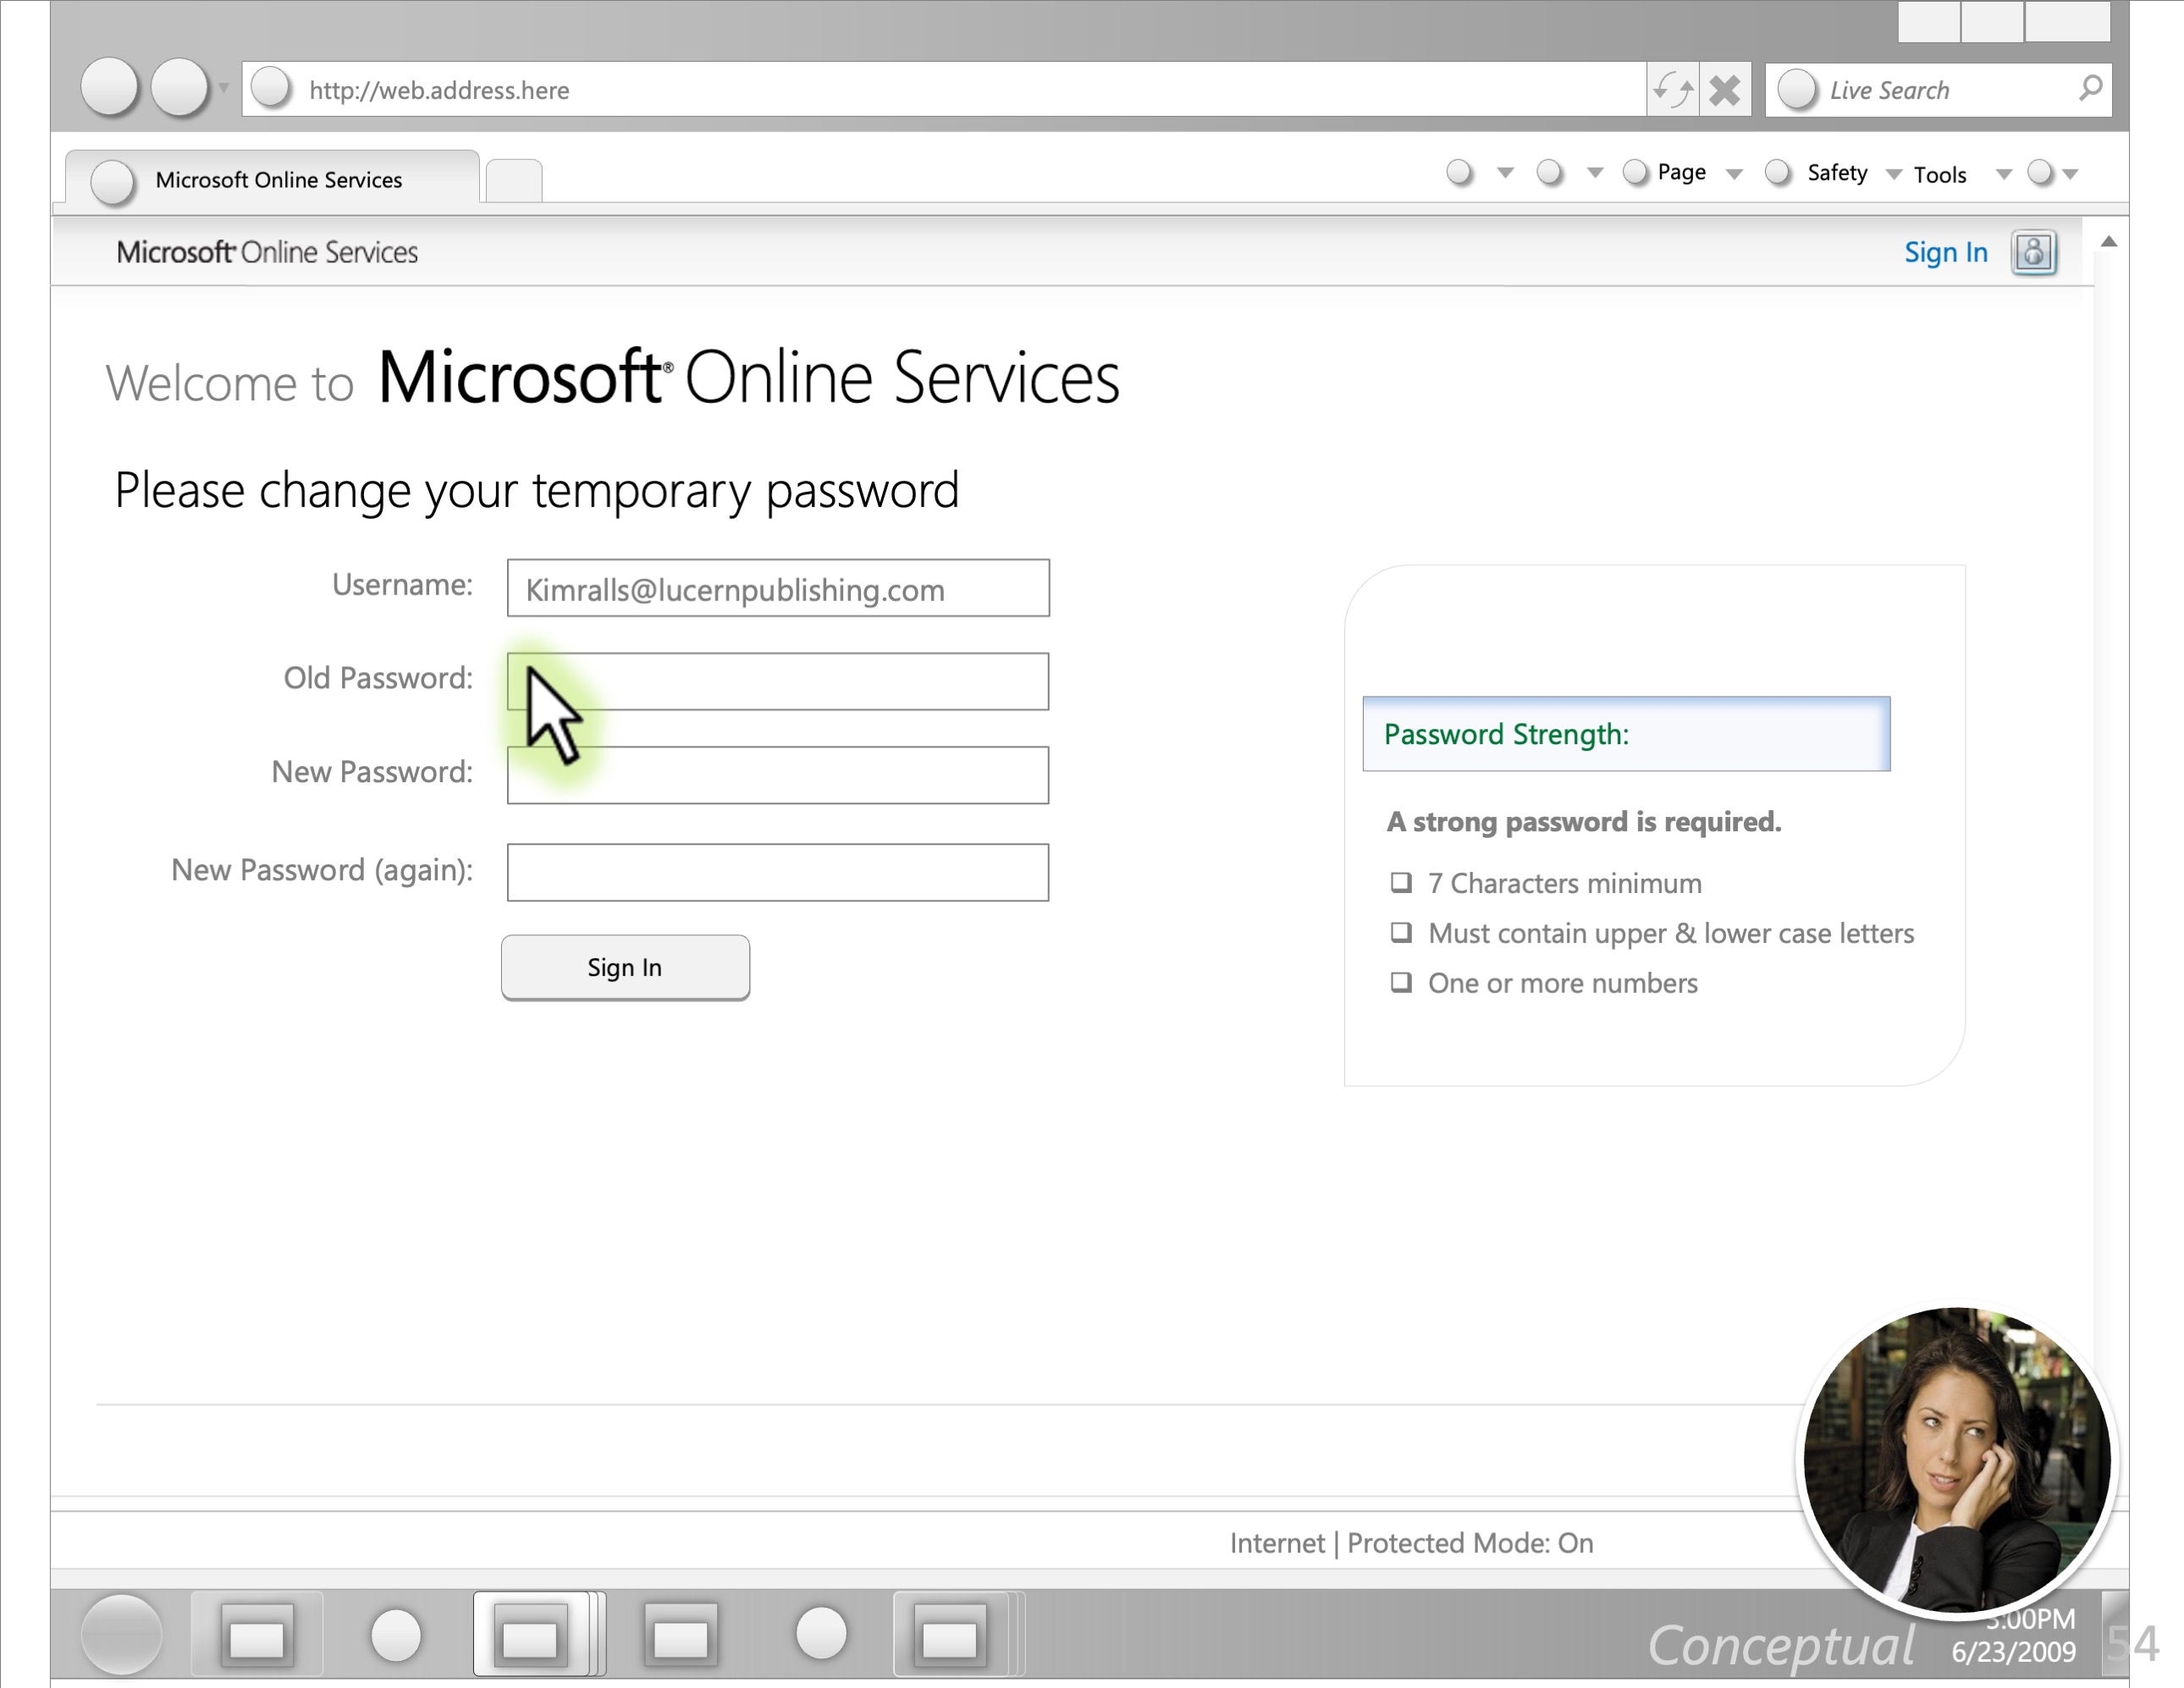 http://web.address.here
Live Search
Microsoft Online Services
Page
Safety
Tools
Microsoft Online Services
Sign In
Welcome to Microsoft® Online Services
Please change your temporary password
Username:
Kimralls@lucernpublishing.com
Old Password:
New Password:
New Password (again):
Sign In
Password Strength:
A strong password is required.
7 Characters minimum
Must contain upper & lower case letters
One or more numbers
Internet | Protected Mode: On
Conceptual
:00PM
6/23/2009
54